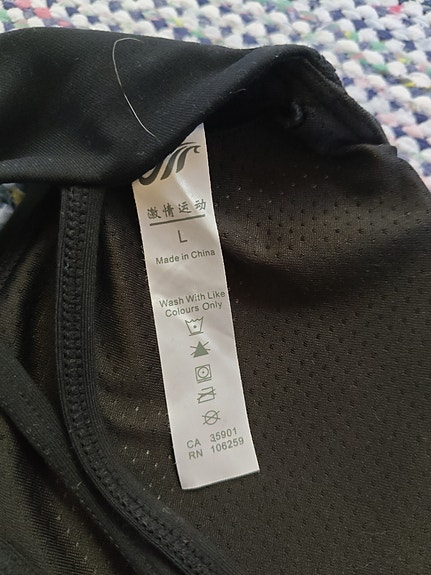 激情运动
L
Made in China
Wash With Like
Colours Only
CA 35901
RN 106259